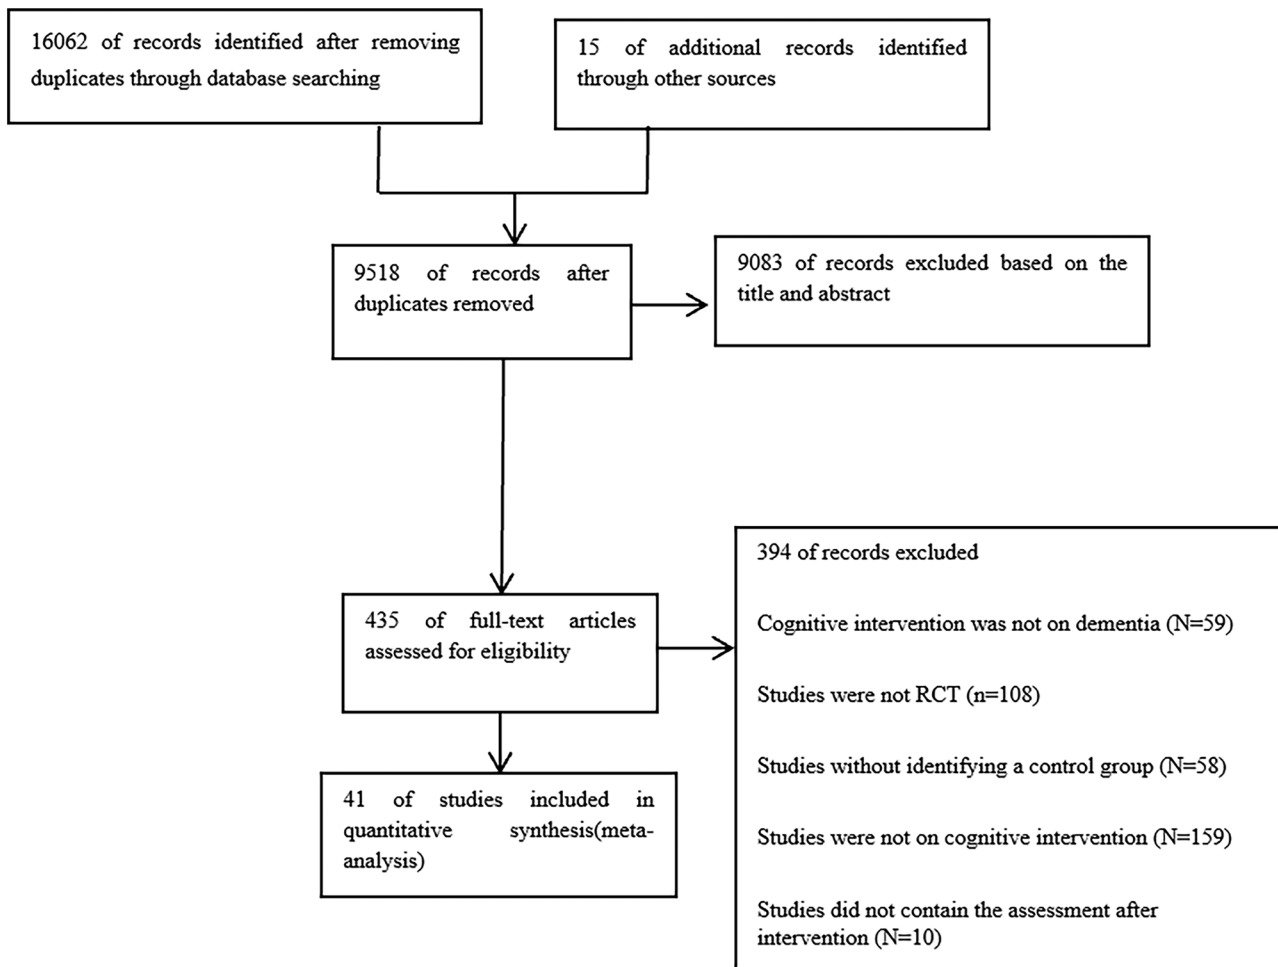 16062 of records identified after removing
duplicates through database searching
15 of additional records identified
through other sources
9518 of records after
duplicates removed
9083 of records excluded based on the
title and abstract
435 of full-text articles
assessed for eligibility
394 of records excluded
Cognitive intervention was not on dementia (N=59)
Studies were not RCT (n=108)
Studies without identifying a control group (N=58)
Studies were not on cognitive intervention (N=159)
Studies did not contain the assessment after
intervention (N=10)
41 of studies included in
quantitative synthesis(meta-
analysis)